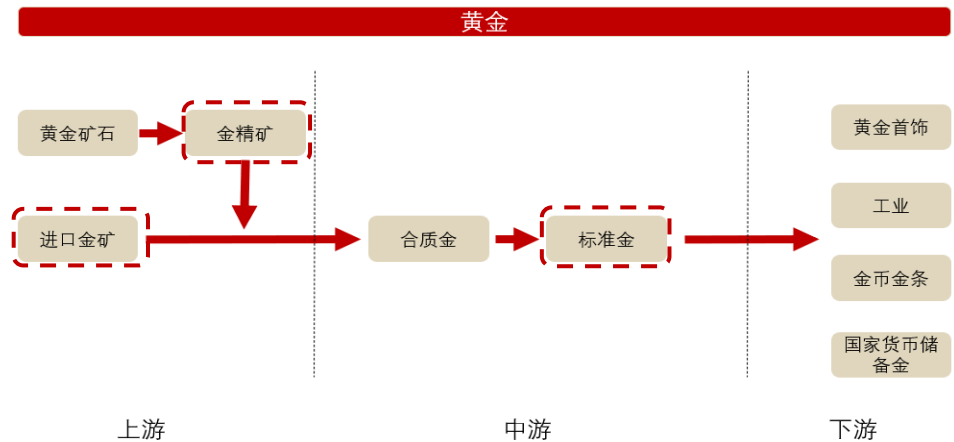 黄金
黄金矿石
金精矿
进口金矿
合质金
标准金
黄金首饰
工业
金币金条
国家货币储
备金
上游
中游
下游